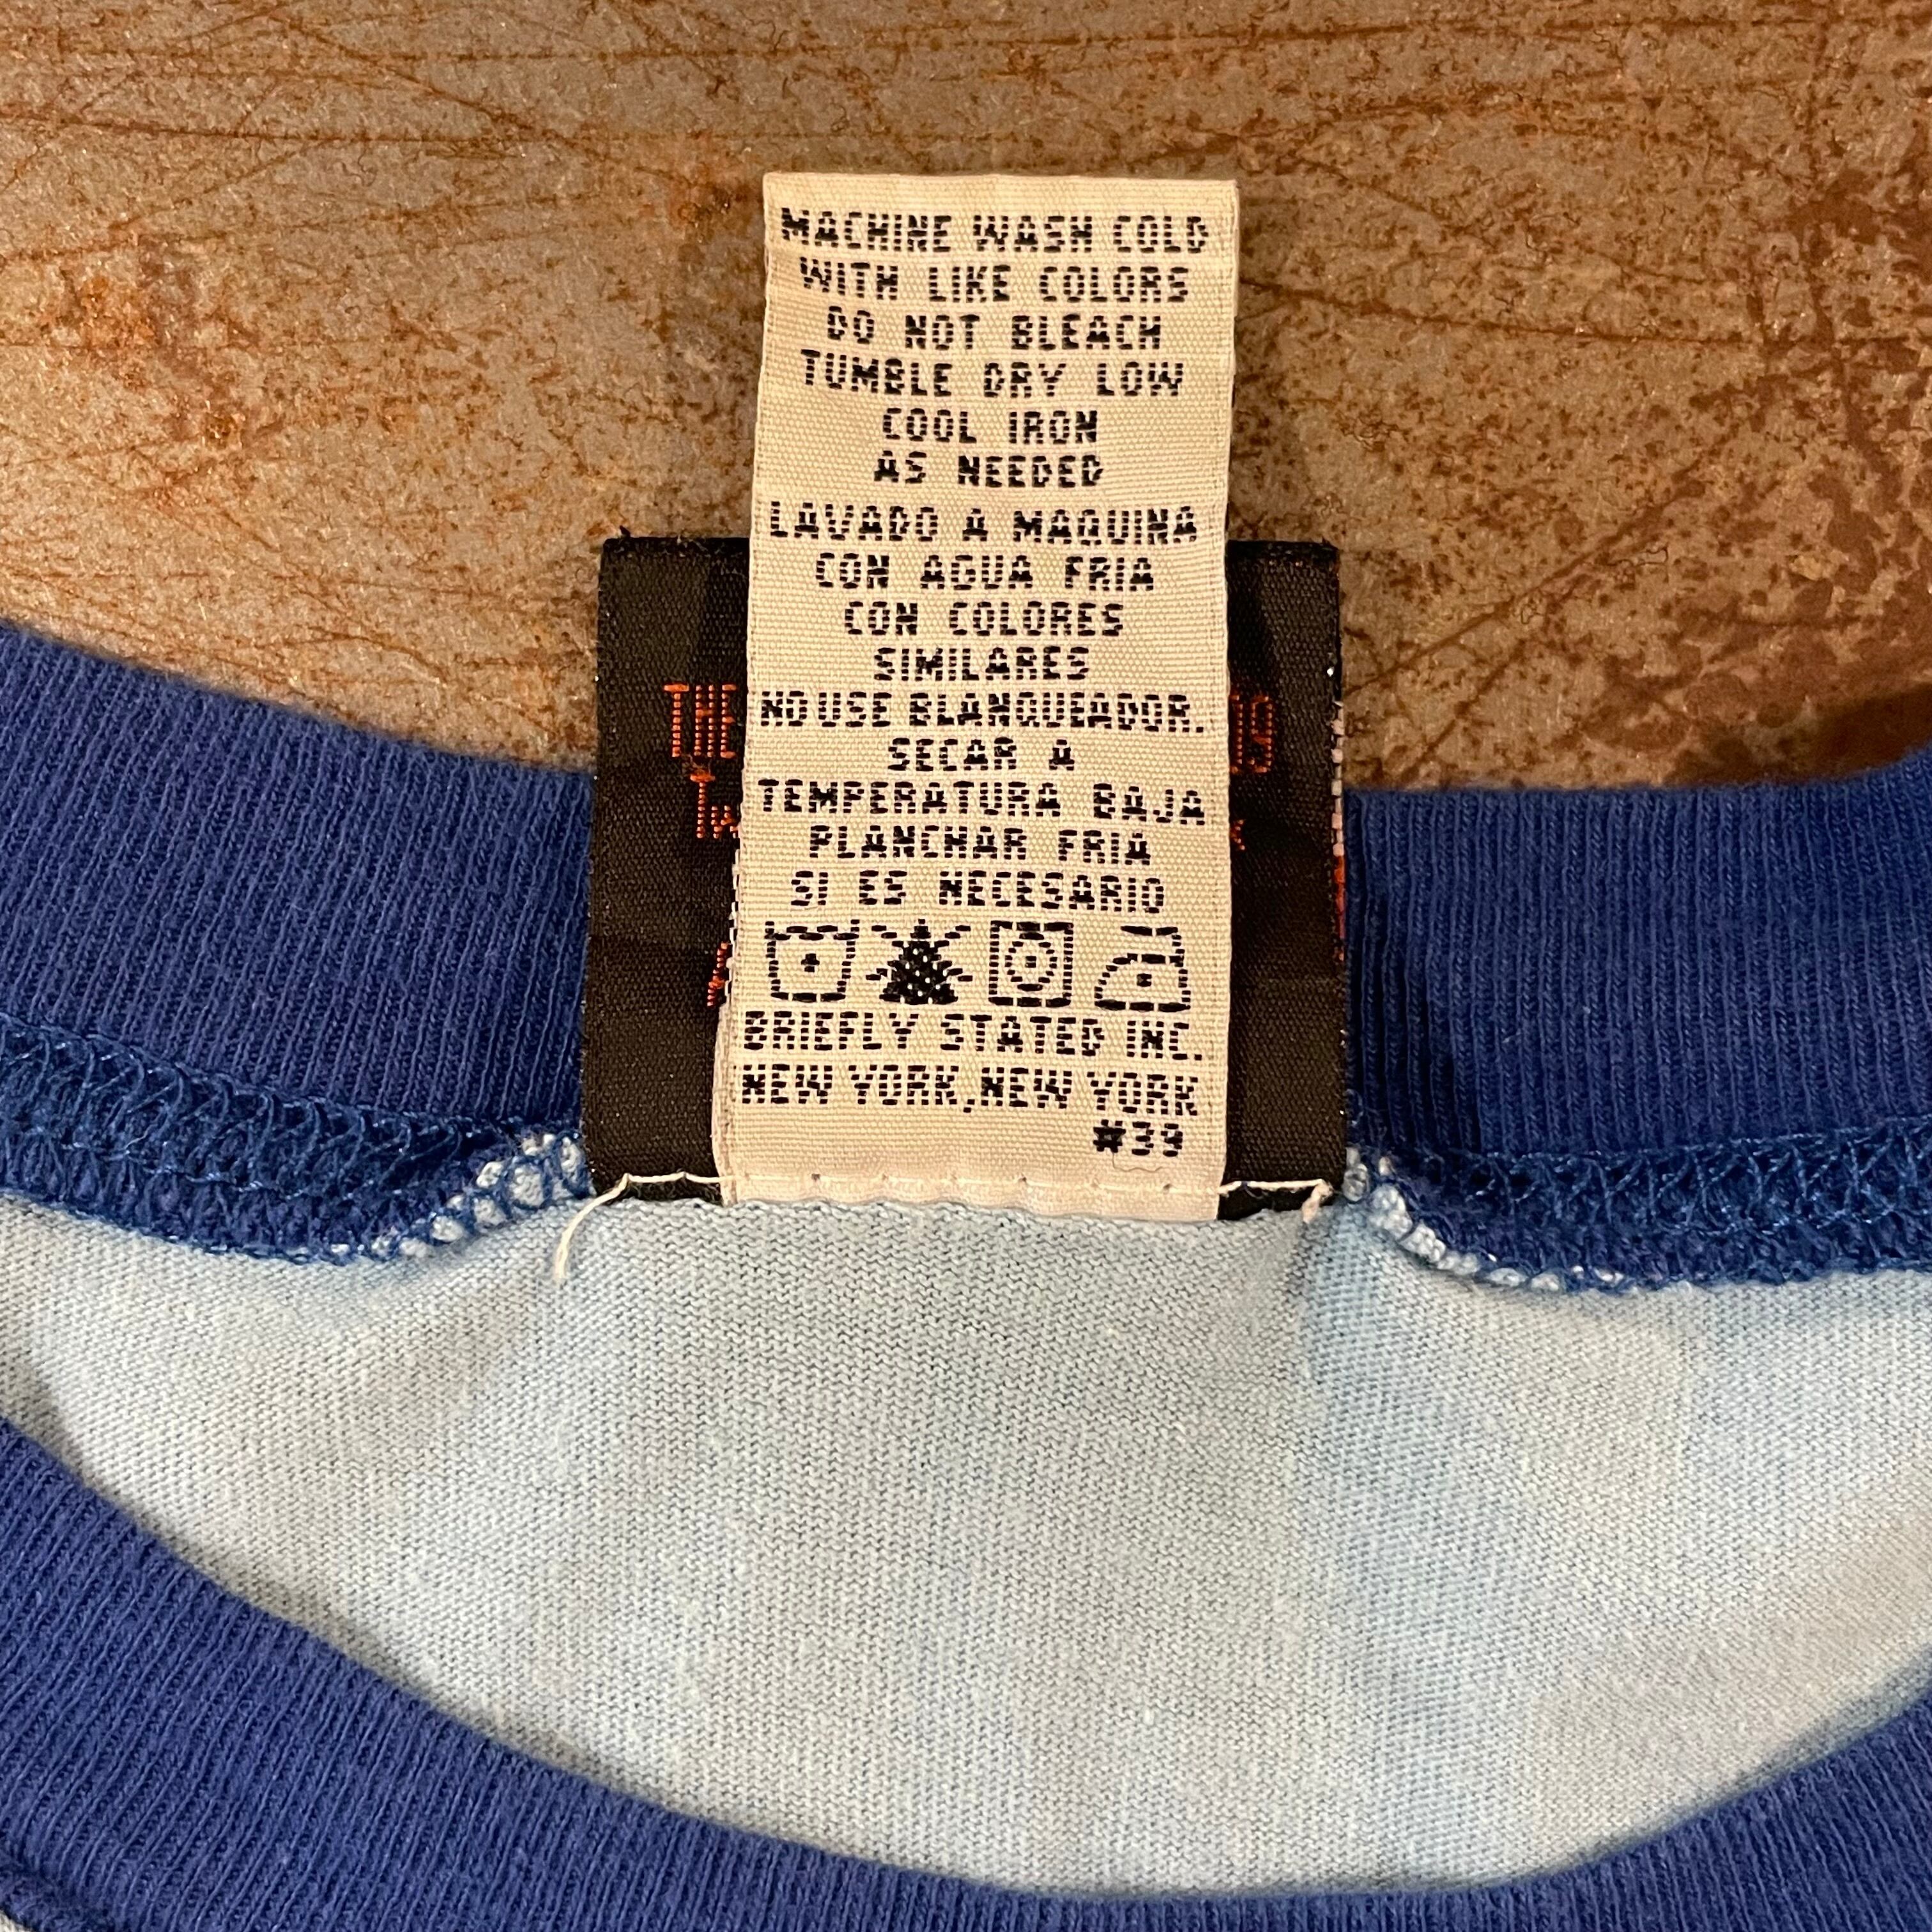 MACHINE WASH COLD
WITH LIKE COLORS
DO NOT BLEACH
TUMBLE DRY LOW
COOL IRON
AS NEEDED
LAVADO A MAQUINA
CON AGUA FRIA
CON COLORES
SIMILARES
NO USE BLANQUEADOR.
SECAR A
TEMPERATURA BAJA
PLANCHAR FRIA
SI ES NECESARIO
BRIEFLY STATED INC.
NEW YORK, NEW YORK
#39
THE